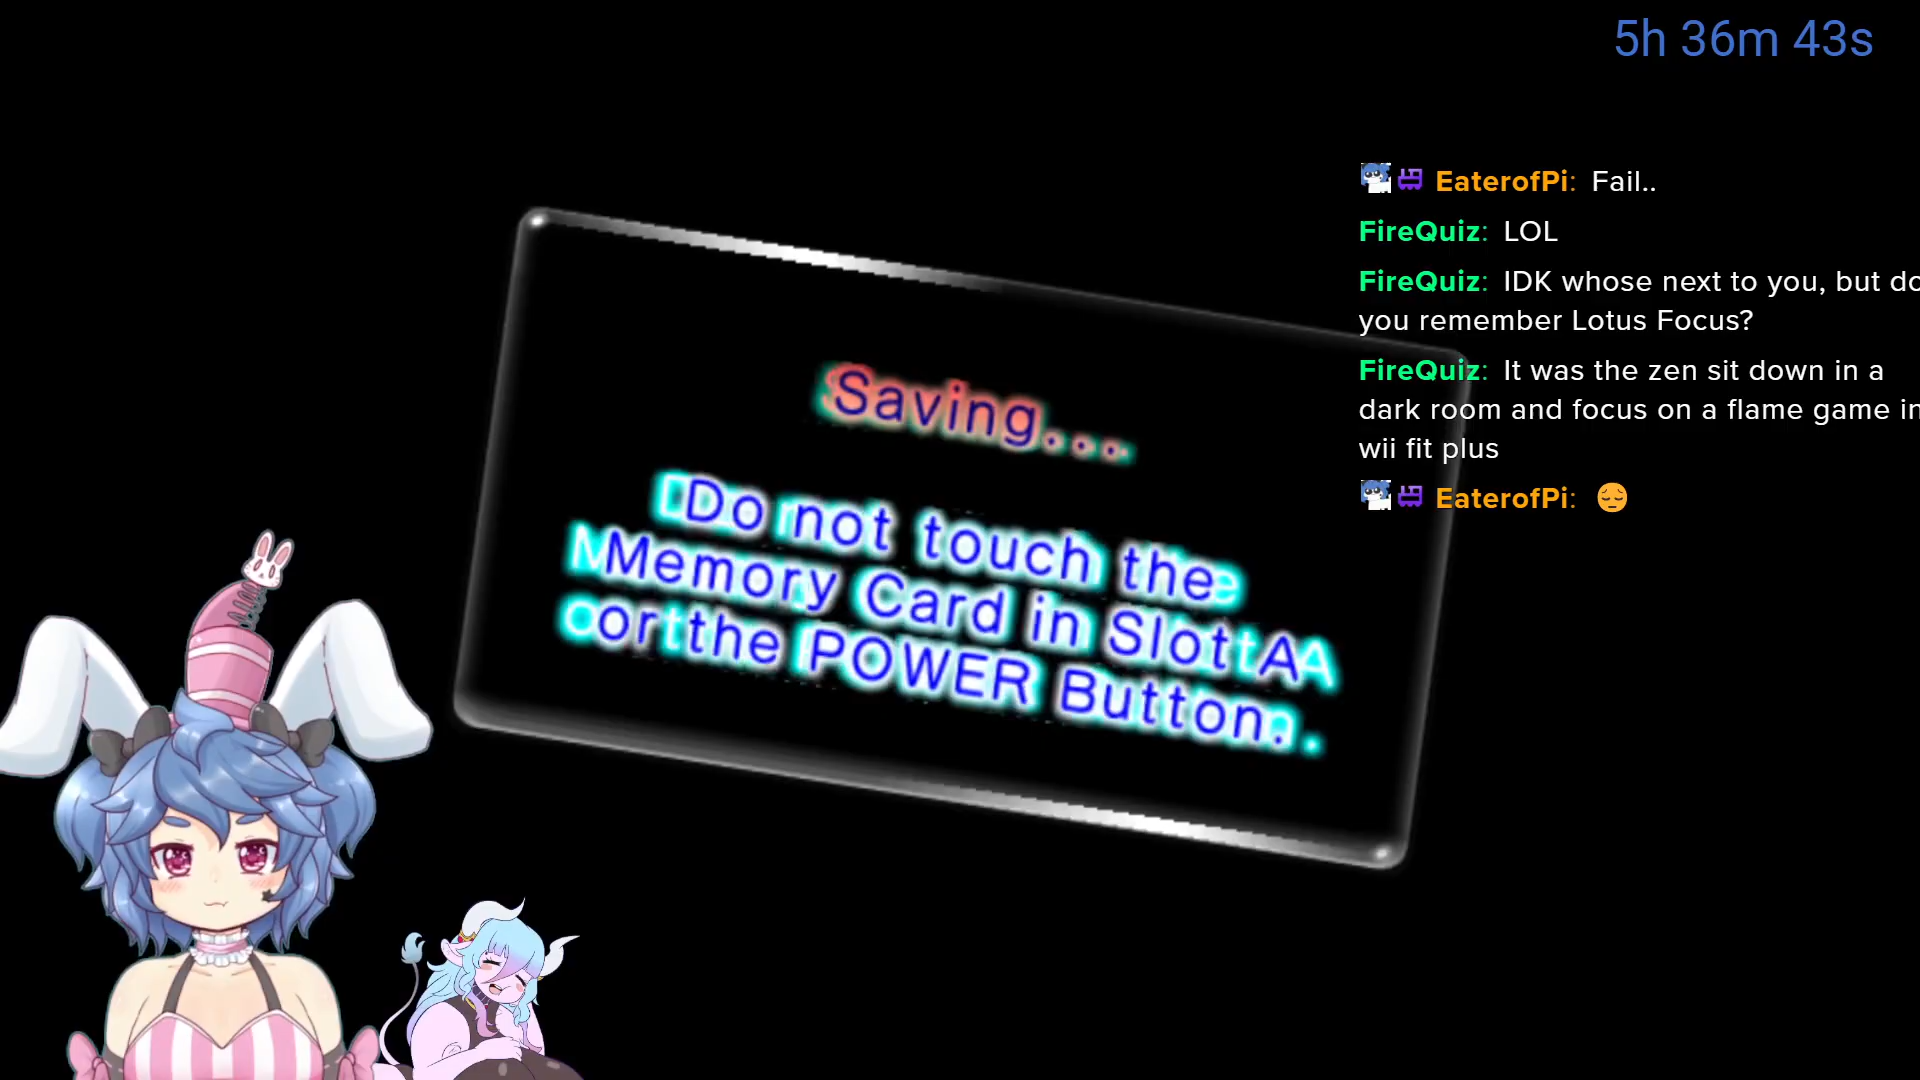 5h 36m 43s
EaterofPi: Fail..
FireQuiz: LOL
FireQuiz: IDK whose next to you, but do
you remember Lotus Focus?
FireQuiz: It was the zen sit down in a
dark room and focus on a flame game in
wii fit plus
EaterofPi: 😔
Saving...
Do not touch the
Memory Card in Slot A
or the POWER Button.